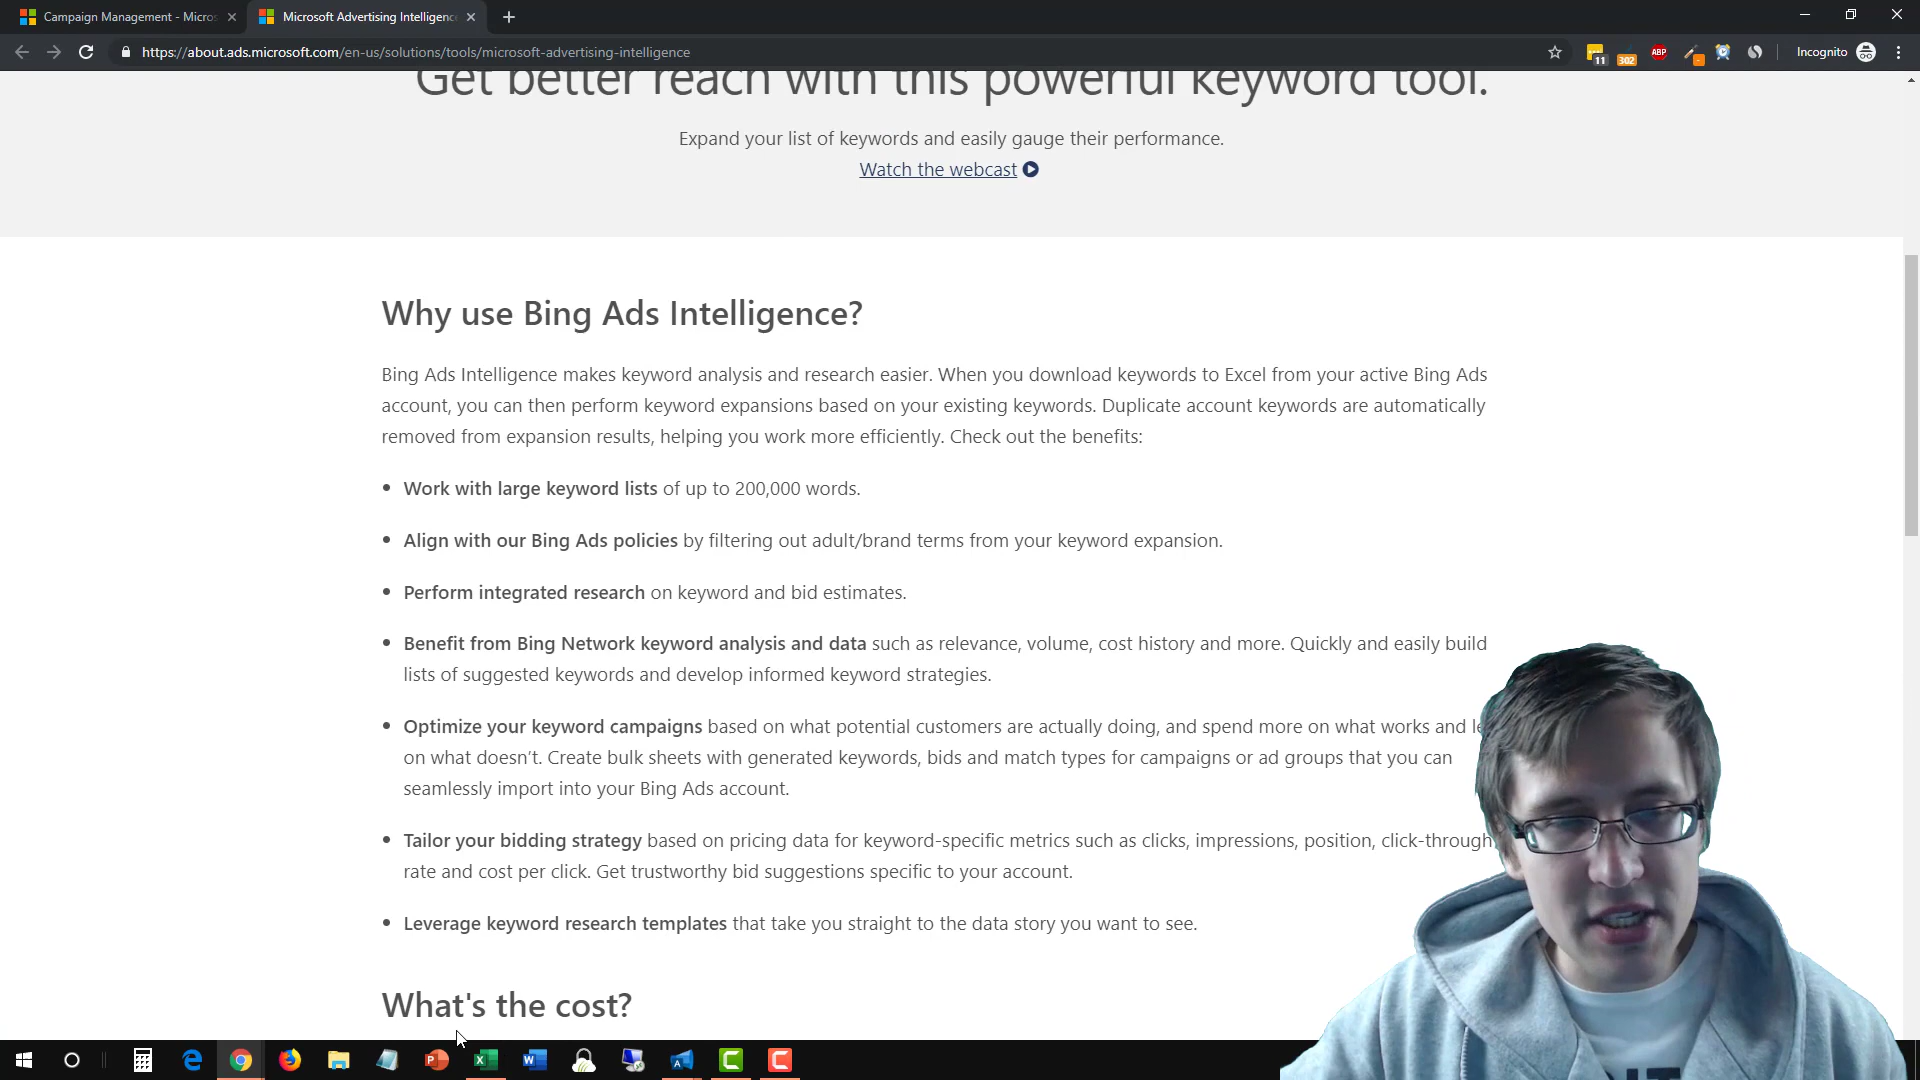 Campaign Management - Micros
Microsoft Advertising Intelligence
https://about.ads.microsoft.com/en-us/solutions/tools/microsoft-advertising-intelligence
11
302
ABP
Incognito
Get better reach with this powerful keyword tool.
Expand your list of keywords and easily gauge their performance.
Watch the webcast
Why use Bing Ads Intelligence?
Bing Ads Intelligence makes keyword analysis and research easier. When you download keywords to Excel from your active Bing Ads
account, you can then perform keyword expansions based on your existing keywords. Duplicate account keywords are automatically
removed from expansion results, helping you work more efficiently. Check out the benefits:
• Work with large keyword lists of up to 200,000 words.
• Align with our Bing Ads policies by filtering out adult/brand terms from your keyword expansion.
• Perform integrated research on keyword and bid estimates.
• Benefit from Bing Network keyword analysis and data such as relevance, volume, cost history and more. Quickly and easily build
lists of suggested keywords and develop informed keyword strategies.
• Optimize your keyword campaigns based on what potential customers are actually doing, and spend more on what works and le
on what doesn’t. Create bulk sheets with generated keywords, bids and match types for campaigns or ad groups that you can
seamlessly import into your Bing Ads account.
• Tailor your bidding strategy based on pricing data for keyword-specific metrics such as clicks, impressions, position, click-through
rate and cost per click. Get trustworthy bid suggestions specific to your account.
• Leverage keyword research templates that take you straight to the data story you want to see.
What's the cost?